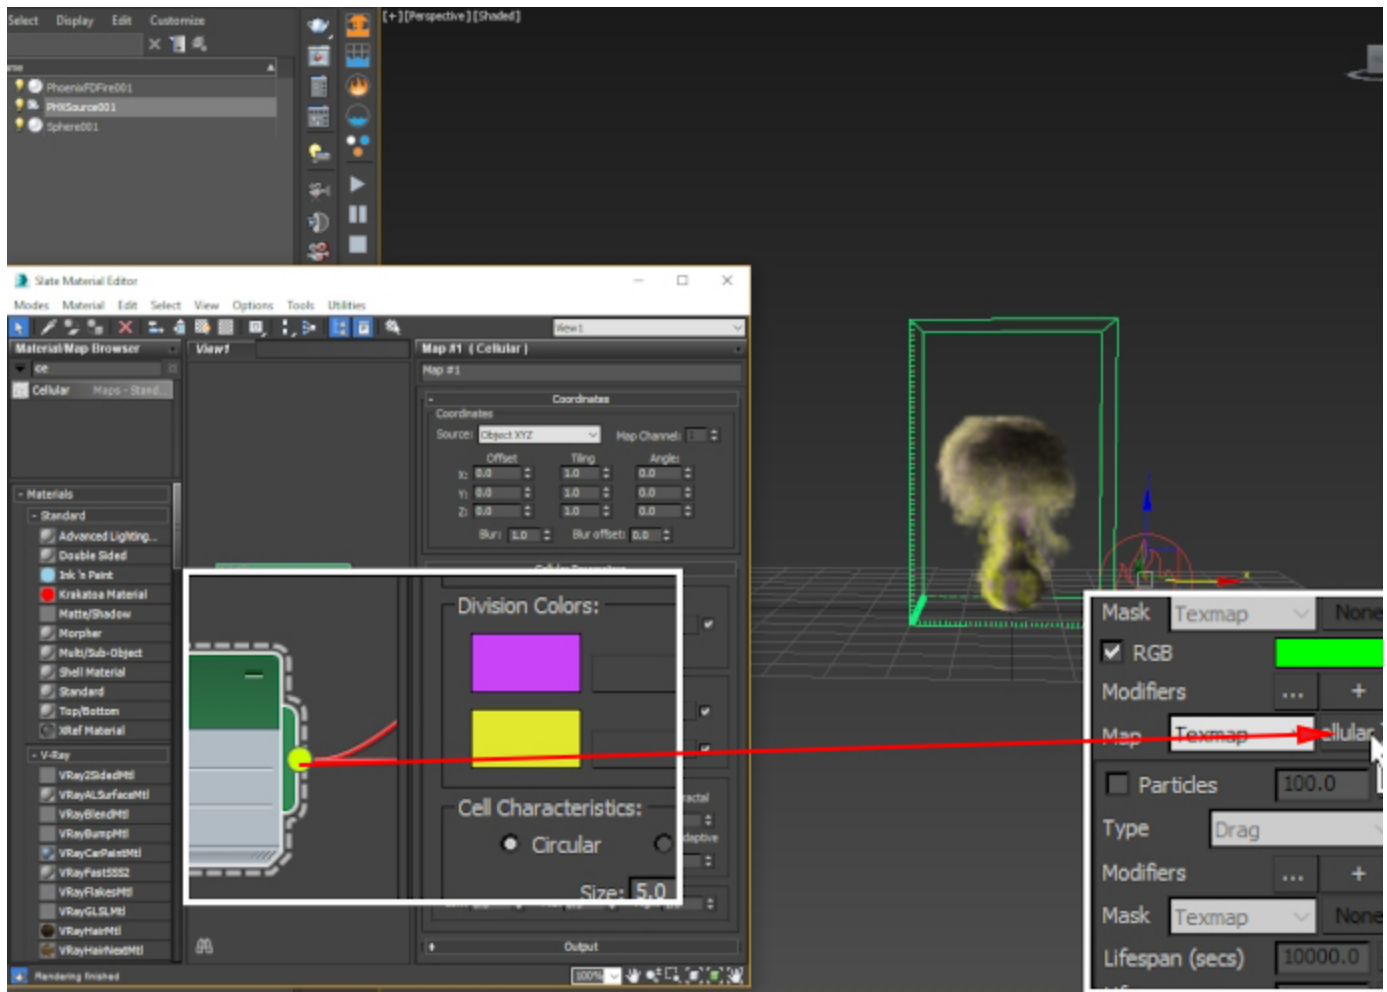 Select Display Edit Customize
[+][Perspective][Shaded]
PhoenixFDFire001
PHXSource001
Sphere001
Slate Material Editor
Modes Material Edit Select View Options Tools Utilities
View1
Material/Map Browser
View1
Map #1 ( Cellular )
ce
Map #1
Cellular Maps - Stand...
- Coordinates
Coordinates
Source: Object XYZ Map Channel: 1
Offset Tiling Angle:
X: 0.0 1.0 0.0
Y: 0.0 1.0 0.0
Z: 0.0 1.0 0.0
Blur: 1.0 Blur offset: 0.0
- Materials
- Standard
Advanced Lighting...
Double Sided
Ink 'n Paint
Krakatoa Material
Matte/Shadow
Morpher
Multi/Sub-Object
Shell Material
Standard
Top/Bottom
XRef Material
- V-Ray
VRay2SidedMtl
VRayALSurfaceMtl
VRayBlendMtl
VRayBumpMtl
VRayCarPaintMtl
VRayFastSSS2
VRayFlakesMtl
VRayGLSLMtl
VRayHairMtl
VRayHairNextMtl
Division Colors:
Cell Characteristics:
Circular
Size: 5.0
+ Output
Rendering finished
100%
x
Mask Texmap None
RGB
Modifiers ... +
Map Texmap ellular
Particles 100.0
Type Drag
Modifiers ... +
Mask Texmap None
Lifespan (secs) 10000.0